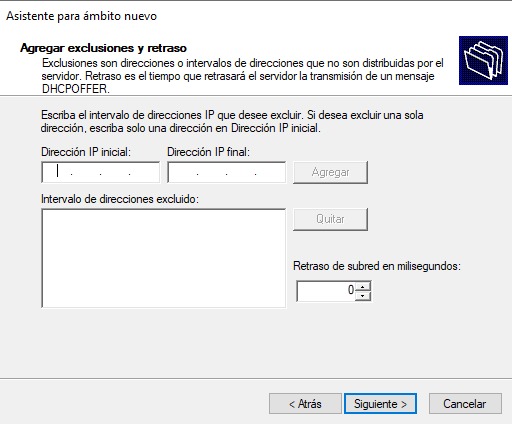 Asistente para ámbito nuevo
Agregar exclusiones y retraso
Exclusiones son direcciones o intervalos de direcciones que no son distribuidas por el
servidor. Retraso es el tiempo que retrasará el servidor la transmisión de un mensaje
DHCPOFFER.
Escriba el intervalo de direcciones IP que desee excluir. Si desea excluir una sola
dirección, escriba solo una dirección en Dirección IP inicial.
Dirección IP inicial: Dirección IP final:
. . . . . . Agregar
Intervalo de direcciones excluido:
Quitar
Retraso de subred en milisegundos:
0
< Atrás Siguiente > Cancelar